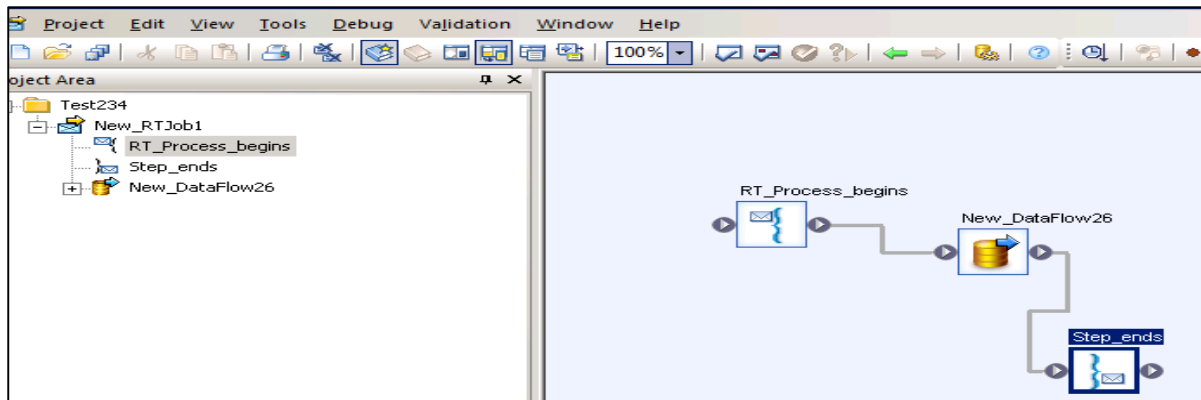 Project Edit View Tools Debug Validation Window Help
100%
oject Area
Test234
New_RTJob1
RT_Process_begins
Step_ends
New_DataFlow26
RT_Process_begins
New_DataFlow26
Step_ends